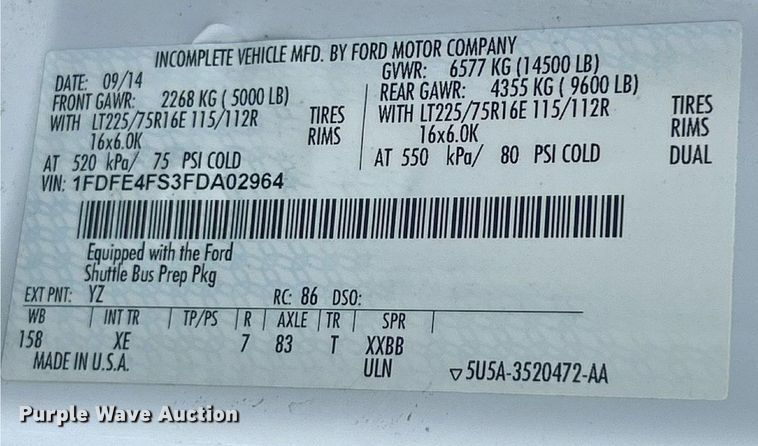 INCOMPLETE VEHICLE MFD. BY FORD MOTOR COMPANY
DATE: 09/14 GVWR: 6577 KG (14500 LB)
FRONT GAWR: 2268 KG ( 5000 LB) REAR GAWR: 4355 KG ( 9600 LB)
WITH LT225/75R16E 115/112R TIRES WITH LT225/75R16E 115/112R TIRES
16x6.0K RIMS 16x6.0K RIMS
AT 520 kPa/ 75 PSI COLD AT 550 kPa/ 80 PSI COLD DUAL
VIN: 1FDFE4FS3FDA02964
Equipped with the Ford
Shuttle Bus Prep Pkg
EXT PNT: YZ RC: 86 DSO:
WB | INT TR | TP/PS | R | AXLE | TR | SPR
158 XE 7 83 T XXBB
MADE IN U.S.A. ULN ▽5U5A-3520472-AA
Purple Wave Auction